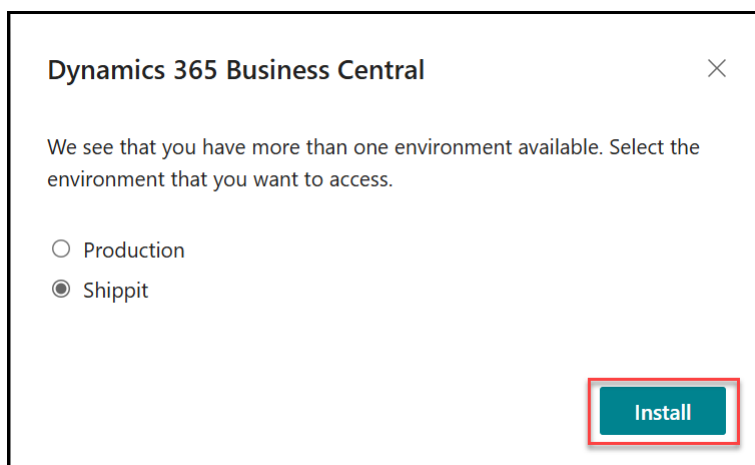 Dynamics 365 Business Central
We see that you have more than one environment available. Select the
environment that you want to access.
Production
Shippit
Install